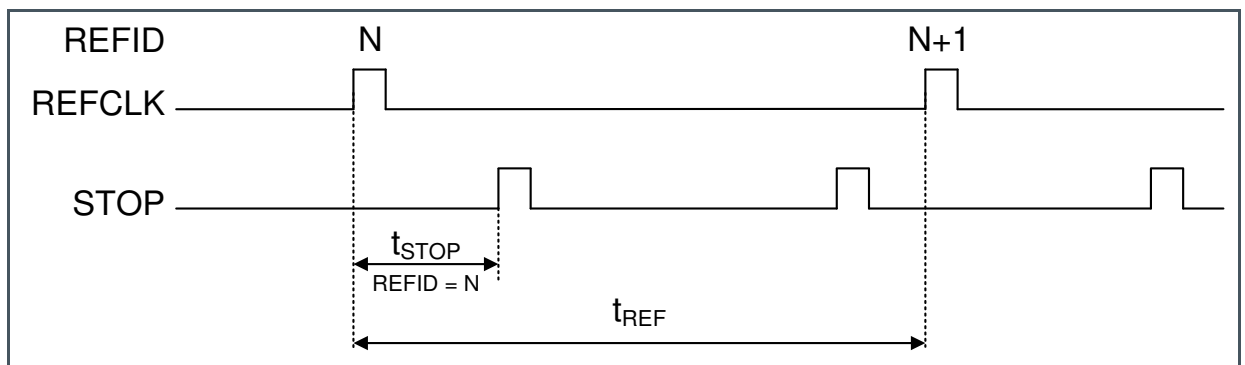 REFID N N+1
REFCLK
STOP
tSTOP
REFID = N
tREF